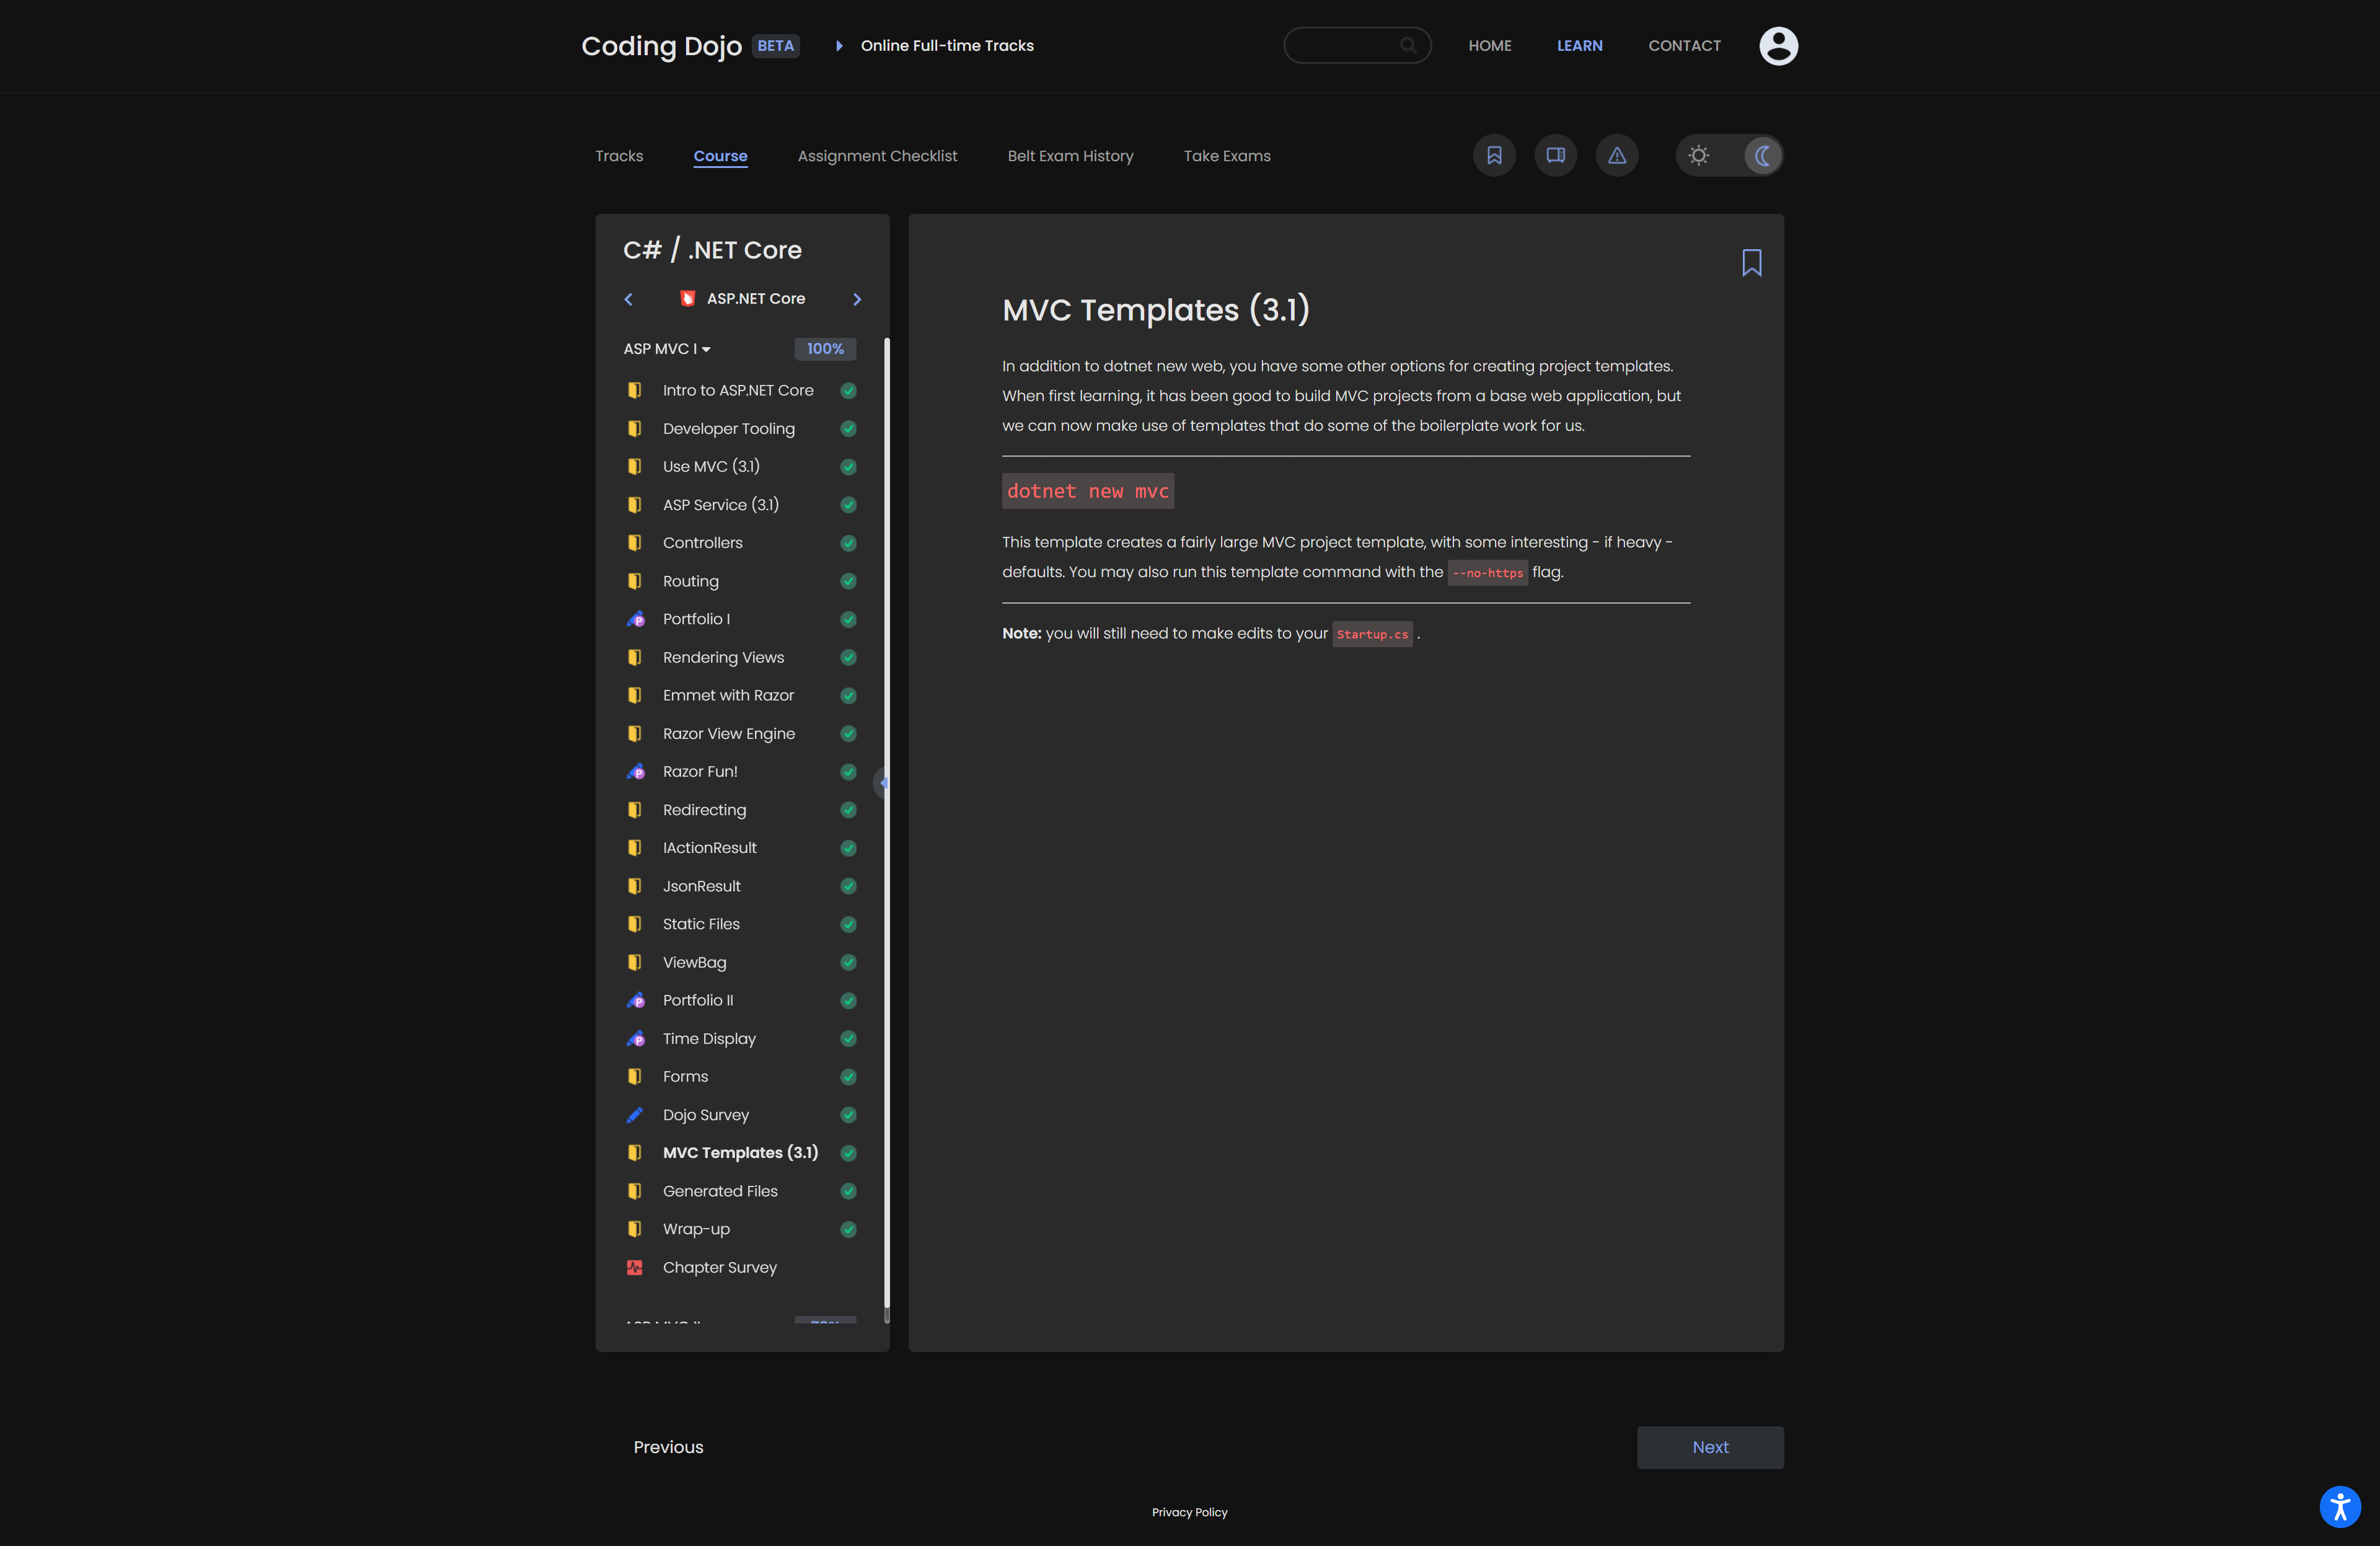 Coding Dojo BETA Online Full-time Tracks HOME LEARN CONTACT
Tracks Course Assignment Checklist Belt Exam History Take Exams
C# / .NET Core
ASP.NET Core
ASP MVC I 100%
Intro to ASP.NET Core
Developer Tooling
Use MVC (3.1)
ASP Service (3.1)
Controllers
Routing
Portfolio I
Rendering Views
Emmet with Razor
Razor View Engine
Razor Fun!
Redirecting
IActionResult
JsonResult
Static Files
ViewBag
Portfolio II
Time Display
Forms
Dojo Survey
MVC Templates (3.1)
Generated Files
Wrap-up
Chapter Survey
MVC Templates (3.1)
In addition to dotnet new web, you have some other options for creating project templates.
When first learning, it has been good to build MVC projects from a base web application, but
we can now make use of templates that do some of the boilerplate work for us.
dotnet new mvc
This template creates a fairly large MVC project template, with some interesting - if heavy -
defaults. You may also run this template command with the --no-https flag.
Note: you will still need to make edits to your Startup.cs .
Previous Next
Privacy Policy